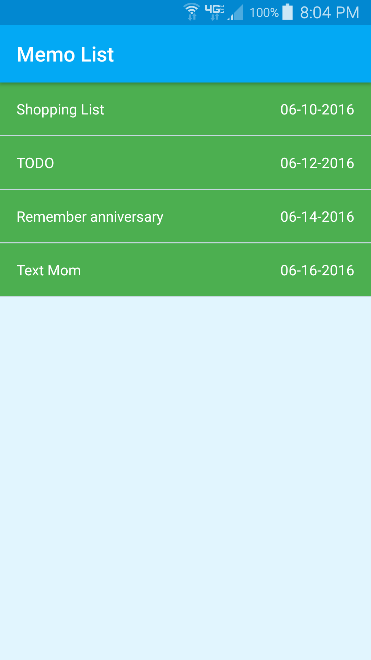 4G 100% 8:04 PM
Memo List
Shopping List 06-10-2016
TODO 06-12-2016
Remember anniversary 06-14-2016
Text Mom 06-16-2016